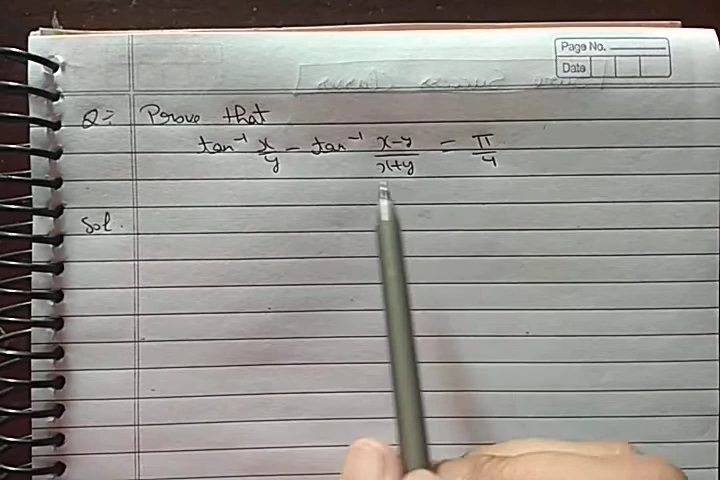 Page No.
Date
Q: Prove that
tan⁻¹ x/y - tan⁻¹ x-y/x+y = π/4
Sol.